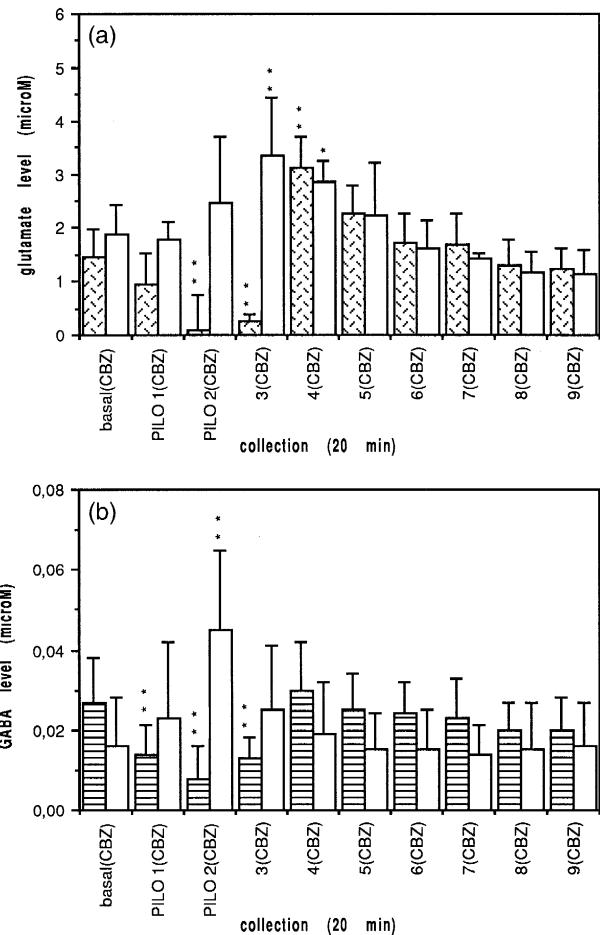 (a)
glutamate level (microM)
6
5
4
3
2
1
0
* *
* *
* *
* *
*
basal(CBZ)
PILO 1(CBZ)
PILO 2(CBZ)
3(CBZ)
4(CBZ)
5(CBZ)
6(CBZ)
7(CBZ)
8(CBZ)
9(CBZ)
collection (20 min)
(b)
GABA level (microM)
0,08
0,06
0,04
0,02
0,00
* *
* *
* *
* *
basal(CBZ)
PILO 1(CBZ)
PILO 2(CBZ)
3(CBZ)
4(CBZ)
5(CBZ)
6(CBZ)
7(CBZ)
8(CBZ)
9(CBZ)
collection (20 min)